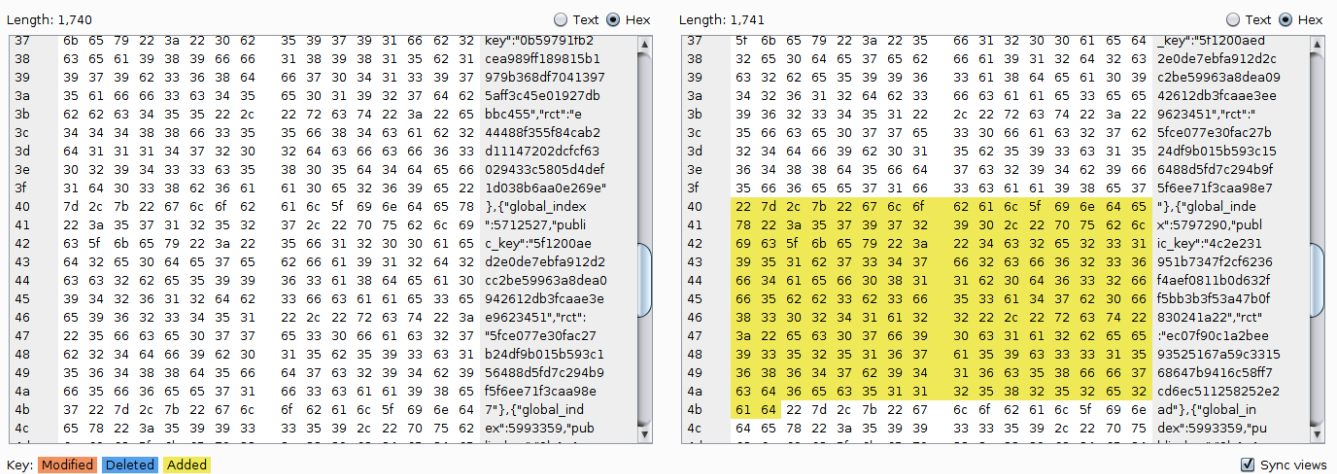 Length: 1,740
Text
Hex
37 6b 65 79 22 3a 22 30 62 35 39 37 39 31 66 62 32 key":"0b59791fb2
38 63 65 61 39 38 39 66 66 31 38 39 38 31 35 62 31 cea989ff189815b1
39 39 37 39 62 33 36 38 64 66 37 30 34 31 33 39 37 979b368df7041397
3a 35 61 66 66 33 63 34 35 65 30 31 39 32 37 64 62 5aff3c45e01927db
3b 62 62 63 34 35 35 22 2c 22 72 63 74 22 3a 22 65 bbc455","rct":"e
3c 34 34 34 38 38 66 33 35 35 66 38 34 63 61 62 32 44488f355f84cab2
3d 64 31 31 31 34 37 32 30 32 64 63 66 63 66 36 33 d11147202dcfcf63
3e 30 32 39 34 33 33 63 35 38 30 35 64 34 64 65 66 029433c5805d4def
3f 31 64 30 33 38 62 36 61 61 30 65 32 36 39 65 22 1d038b6aa0e269e"
40 7d 2c 7b 22 67 6c 6f 62 61 6c 5f 69 6e 64 65 78 },{"global_index
41 22 3a 35 37 31 32 35 32 37 2c 22 70 75 62 6c 69 ":5712527,"publi
42 63 5f 6b 65 79 22 3a 22 35 66 31 32 30 30 61 65 c_key":"5f1200ae
43 64 32 65 30 64 65 37 65 62 66 61 39 31 32 64 32 d2e0de7ebfa912d2
44 63 63 32 62 65 35 39 39 36 33 61 38 64 65 61 30 cc2be59963a8dea0
45 39 34 32 36 31 32 64 62 33 66 63 61 61 65 33 65 942612db3fcaae3e
46 65 39 36 32 33 34 35 31 22 2c 22 72 63 74 22 3a e9623451","rct":
47 22 35 66 63 65 30 37 37 65 33 30 66 61 63 32 37 "5fce077e30fac27
48 62 32 34 64 66 39 62 30 31 35 62 35 39 33 63 31 b24df9b015b593c1
49 35 36 34 38 38 64 35 66 64 37 63 32 39 34 62 39 56488d5fd7c294b9
4a 66 35 66 36 65 65 37 31 66 33 63 61 61 39 38 65 f5f6ee71f3caa98e
4b 37 22 7d 2c 7b 22 67 6c 6f 62 61 6c 5f 69 6e 64 7"},{"global_ind
4c 65 78 22 3a 35 39 39 33 33 35 39 2c 22 70 75 62 ex":5993359,"pub
Length: 1,741
Text
Hex
37 5f 6b 65 79 22 3a 22 35 66 31 32 30 30 61 65 64 _key":"5f1200aed
38 32 65 30 64 65 37 65 62 66 61 39 31 32 64 32 63 2e0de7ebfa912d2c
39 63 32 62 65 35 39 39 36 33 61 38 64 65 61 30 39 c2be59963a8dea09
3a 34 32 36 31 32 64 62 33 66 63 61 61 65 33 65 65 42612db3fcaae3ee
3b 39 36 32 33 34 35 31 22 2c 22 72 63 74 22 3a 22 9623451","rct":"
3c 35 66 63 65 30 37 37 65 33 30 66 61 63 32 37 62 5fce077e30fac27b
3d 32 34 64 66 39 62 30 31 35 62 35 39 33 63 31 35 24df9b015b593c15
3e 36 34 38 38 64 35 66 64 37 63 32 39 34 62 39 66 6488d5fd7c294b9f
3f 35 66 36 65 65 37 31 66 33 63 61 61 39 38 65 37 5f6ee71f3caa98e7
40 22 7d 2c 7b 22 67 6c 6f 62 61 6c 5f 69 6e 64 65 "},{"global_inde
41 78 22 3a 35 37 39 37 32 39 30 2c 22 70 75 62 6c x":5797290,"publ
42 69 63 5f 6b 65 79 22 3a 22 34 63 32 65 32 33 31 ic_key":"4c2e231
43 39 35 31 62 37 33 34 37 66 32 63 66 36 32 33 36 951b7347f2cf6236
44 66 34 61 65 66 30 38 31 31 62 30 64 36 33 32 66 f4aef0811b0d632f
45 66 35 62 62 33 62 33 66 35 33 61 34 37 62 30 66 f5bb3b3f53a47b0f
46 38 33 30 32 34 31 61 32 32 22 2c 22 72 63 74 22 830241a22","rct"
47 3a 22 65 63 30 37 66 39 30 63 31 61 32 62 65 65 :"ec07f90c1a2bee
48 39 33 35 32 35 31 36 37 61 35 39 63 33 33 31 35 93525167a59c3315
49 36 38 36 34 37 62 39 34 31 36 63 35 38 66 66 37 68647b9416c58ff7
4a 63 64 36 65 63 35 31 31 32 35 38 32 35 32 65 32 cd6ec511258252e2
4b 61 64 22 7d 2c 7b 22 67 6c 6f 62 61 6c 5f 69 6e ad"},{"global_in
4c 64 65 78 22 3a 35 39 39 33 33 35 39 2c 22 70 75 dex":5993359,"pu
Key: Modified Deleted Added
Sync views